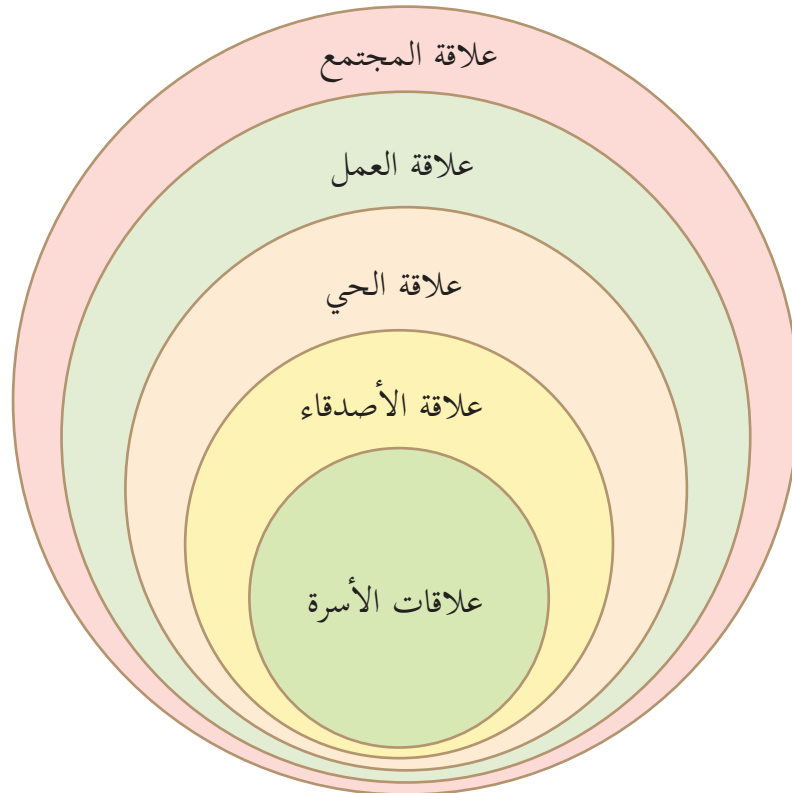 علاقة المجتمع
علاقة العمل
علاقة الحي
علاقة الأصدقاء
علاقات الأسرة